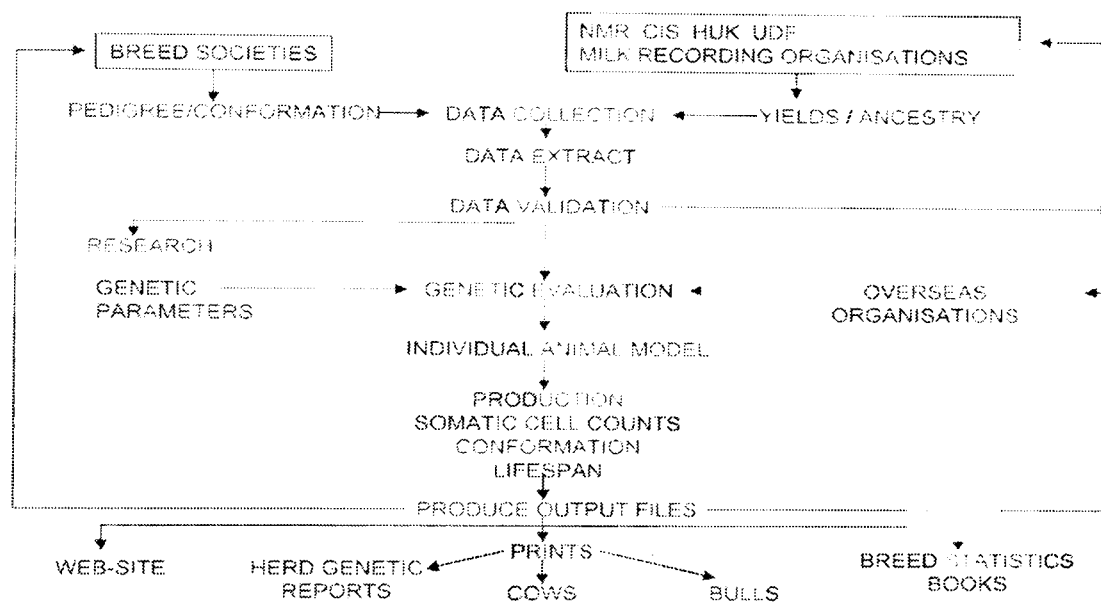 BREED SOCIETIES
NMR CIS HUK UDF
MILK RECORDING ORGANISATIONS
PEDIGREE/CONFORMATION
DATA COLLECTION
YIELDS / ANCESTRY
DATA EXTRACT
DATA VALIDATION
RESEARCH
GENETIC
PARAMETERS
GENETIC EVALUATION
OVERSEAS
ORGANISATIONS
INDIVIDUAL ANIMAL MODEL
PRODUCTION
SOMATIC CELL COUNTS
CONFORMATION
LIFESPAN
PRODUCE OUTPUT FILES
WEB-SITE
HERD GENETIC
REPORTS
PRINTS
COWS
BULLS
BREED STATISTICS
BOOKS